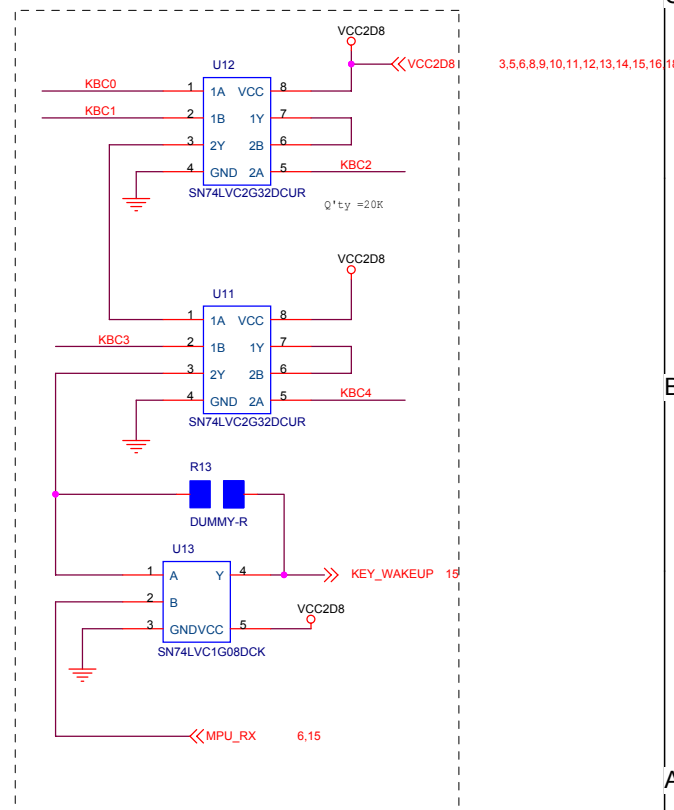 VCC2D8
U12
VCC2D8 3,5,6,8,9,10,11,12,13,14,15,16,18
KBC0 1 1A VCC 8
KBC1 2 1B 1Y 7
3 2Y 2B 6
4 GND 2A 5 KBC2
SN74LVC2G32DCUR
Q'ty =20K
VCC2D8
U11
1 1A VCC 8
KBC3 2 1B 1Y 7
3 2Y 2B 6
4 GND 2A 5 KBC4
SN74LVC2G32DCUR
R13
DUMMY-R
U13
1 A Y 4 KEY_WAKEUP 15
2 B
VCC2D8
3 GNDVCC 5
SN74LVC1G08DCK
MPU_RX 6,15
A